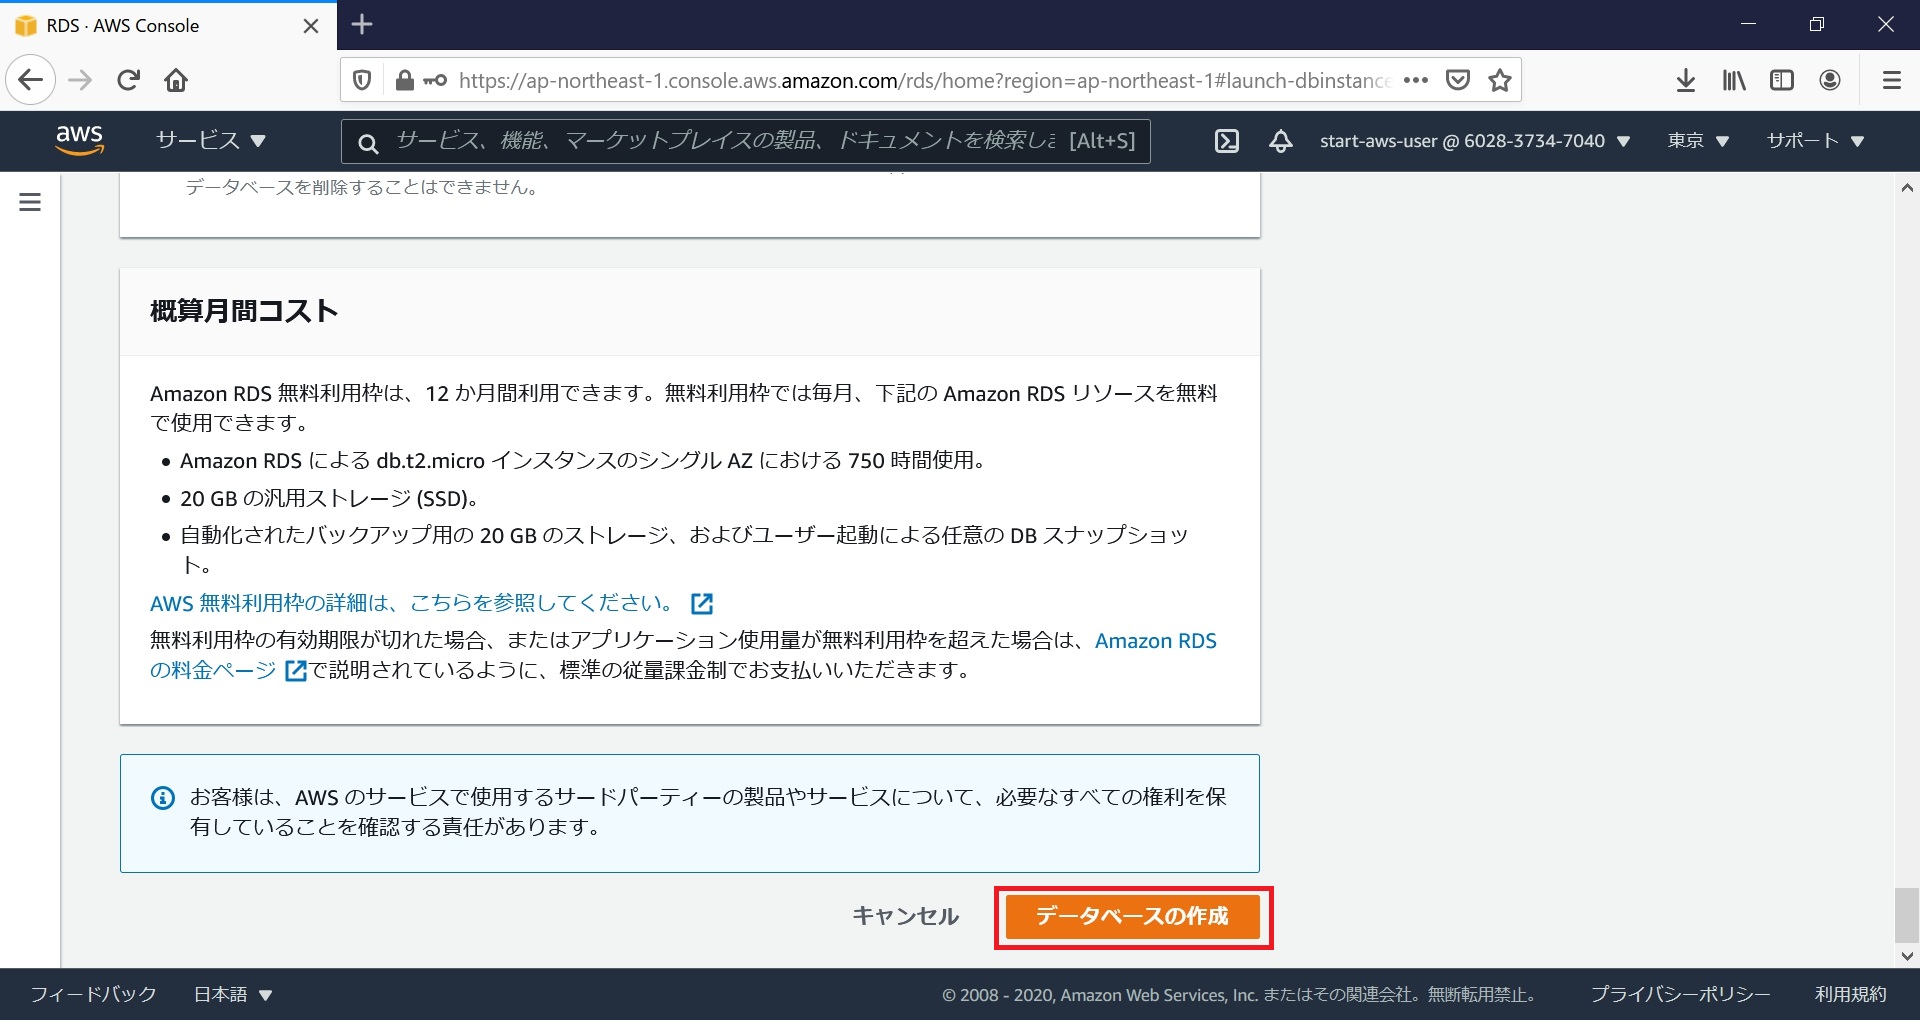 RDS · AWS Console
https://ap-northeast-1.console.aws.amazon.com/rds/home?region=ap-northeast-1#launch-dbinstance
aws
サービス
サービス、機能、マーケットプレイスの製品、ドキュメントを検索しま
[Alt+S]
start-aws-user @ 6028-3734-7040
東京
サポート
データベースを削除することはできません。
概算月間コスト
Amazon RDS 無料利用枠は、12 か月間利用できます。無料利用枠では毎月、下記の Amazon RDS リソースを無料
で使用できます。
• Amazon RDS による db.t2.micro インスタンスのシングル AZ における 750 時間使用。
• 20 GB の汎用ストレージ (SSD)。
• 自動化されたバックアップ用の 20 GB のストレージ、およびユーザー起動による任意の DB スナップショッ
ト。
AWS 無料利用枠の詳細は、こちらを参照してください。
無料利用枠の有効期限が切れた場合、またはアプリケーション使用量が無料利用枠を超えた場合は、Amazon RDS
の料金ページ で説明されているように、標準の従量課金制でお支払いいただきます。
お客様は、AWS のサービスで使用するサードパーティーの製品やサービスについて、必要なすべての権利を保
有していることを確認する責任があります。
キャンセル
データベースの作成
フィードバック
日本語
© 2008 - 2020, Amazon Web Services, Inc. またはその関連会社。無断転用禁止。
プライバシーポリシー
利用規約